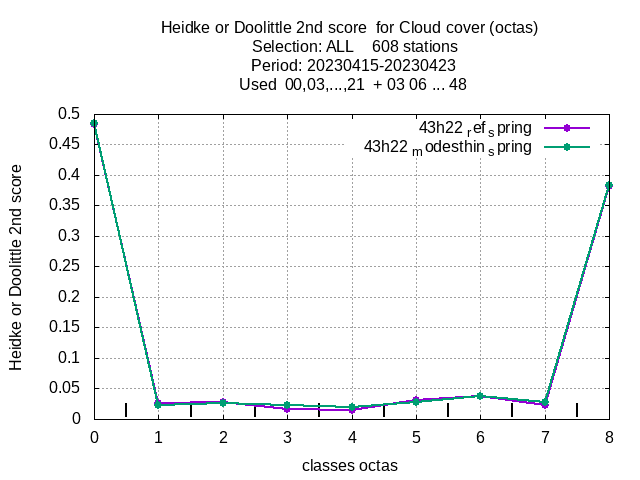 Heidke or Doolittle 2nd score  for Cloud cover (octas)
Selection: ALL    608 stations
Period: 20230415-20230423
Used  00,03,...,21  + 03 06 ... 48
43h22 ref spring
43h22 modesthin spring
Heidke or Doolittle 2nd score
0.5
0.45
0.4
0.35
0.3
0.25
0.2
0.15
0.1
0.05
0
0 1 2 3 4 5 6 7 8
classes octas